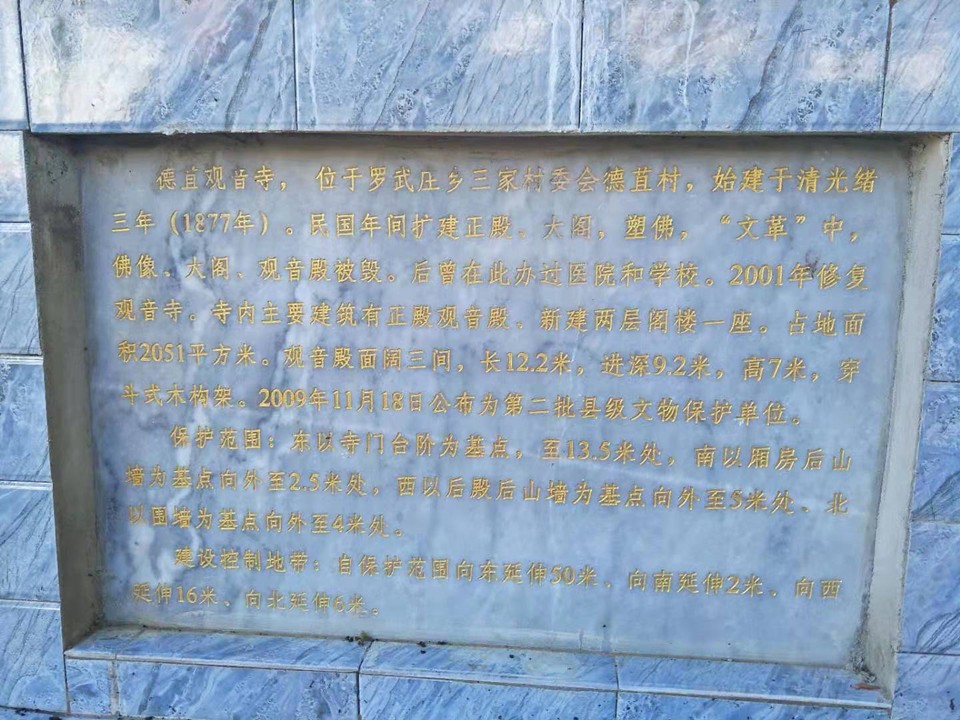 德苴观音寺， 位于罗武庄乡三家村委会德苴村，始建于清光绪
三年（1877年）。民国年间扩建正殿、大阁，塑佛，“文革”中，
佛像、大阁、观音殿被毁。后曾在此办过医院和学校。2001年修复
观音寺。寺内主要建筑有正殿观音殿、新建两层阁楼一座。占地面
积2051平方米。观音殿面阔三间，长12.2米，进深9.2米，高7米，穿
斗式木构架。2009年11月18日公布为第二批县级文物保护单位。
保护范围：东以寺门台阶为基点，至13.5米处，南以厢房后山
墙为基点向外至2.5米处，西以后殿后山墙为基点向外至5米处、北
以围墙为基点向外至4米处。
建设控制地带：自保护范围向东延伸50米、向南延伸2米、向西
延伸16米、向北延伸6米。